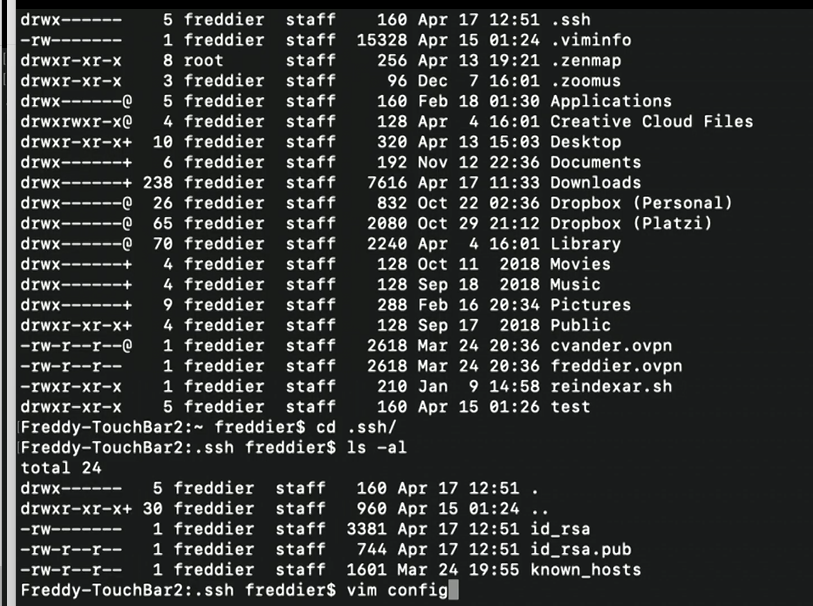 drwx------    5 freddier  staff    160 Apr 17 12:51 .ssh
-rw-------    1 freddier  staff  15328 Apr 15 01:24 .viminfo
drwxr-xr-x    8 root      staff    256 Apr 13 19:21 .zenmap
drwxr-xr-x    3 freddier  staff     96 Dec  7 16:01 .zoomus
drwx------@   5 freddier  staff    160 Feb 18 01:30 Applications
drwxrwxr-x@   4 freddier  staff    128 Apr  4 16:01 Creative Cloud Files
drwxr-xr-x+  10 freddier  staff    320 Apr 13 15:03 Desktop
drwx------+   6 freddier  staff    192 Nov 12 22:36 Documents
drwx------+ 238 freddier  staff   7616 Apr 17 11:33 Downloads
drwx------@  26 freddier  staff    832 Oct 22 02:36 Dropbox (Personal)
drwx------@  65 freddier  staff   2080 Oct 29 21:12 Dropbox (Platzi)
drwx------@  70 freddier  staff   2240 Apr  4 16:01 Library
drwx------+   4 freddier  staff    128 Oct 11  2018 Movies
drwx------+   4 freddier  staff    128 Sep 18  2018 Music
drwx------+   9 freddier  staff    288 Feb 16 20:34 Pictures
drwxr-xr-x+   4 freddier  staff    128 Sep 17  2018 Public
-rw-r--r--@   1 freddier  staff   2618 Mar 24 20:36 cvander.ovpn
-rw-r--r--    1 freddier  staff   2618 Mar 24 20:36 freddier.ovpn
-rwxr-xr-x    1 freddier  staff    210 Jan  9 14:58 reindexar.sh
drwxr-xr-x    5 freddier  staff    160 Apr 15 01:26 test
Freddy-TouchBar2:~ freddier$ cd .ssh/
Freddy-TouchBar2:.ssh freddier$ ls -al
total 24
drwx------   5 freddier  staff   160 Apr 17 12:51 .
drwxr-xr-x+ 30 freddier  staff   960 Apr 15 01:24 ..
-rw-------   1 freddier  staff  3381 Apr 17 12:51 id_rsa
-rw-r--r--   1 freddier  staff   744 Apr 17 12:51 id_rsa.pub
-rw-r--r--   1 freddier  staff  1601 Mar 24 19:55 known_hosts
Freddy-TouchBar2:.ssh freddier$ vim config